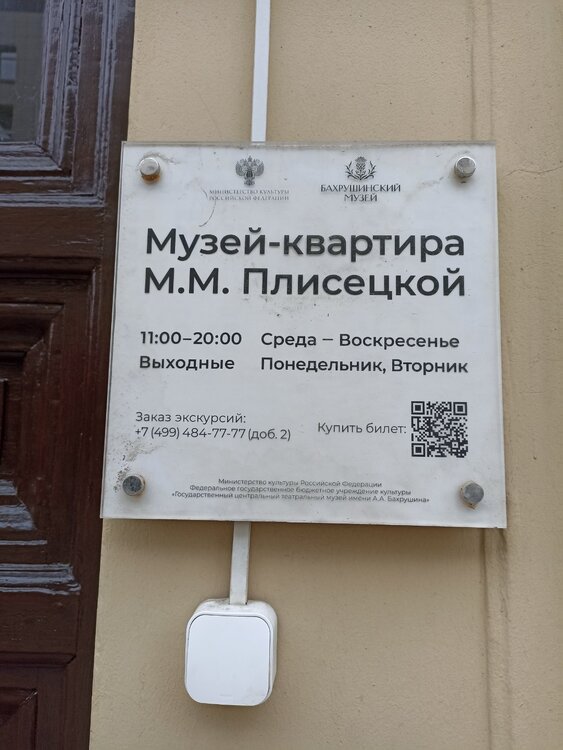 МИНИСТЕРСТВО КУЛЬТУРЫ
РОССИЙСКОЙ ФЕДЕРАЦИИ
БАХРУШИНСКИЙ
МУЗЕЙ
Музей-квартира
М.М. Плисецкой
11:00–20:00 Среда – Воскресенье
Выходные Понедельник, Вторник
Заказ экскурсий:
+7 (499) 484-77-77 (доб. 2)
Купить билет:
Министерство культуры Российской Федерации
Федеральное государственное бюджетное учреждение культуры
«Государственный центральный театральный музей имени А.А. Бахрушина»